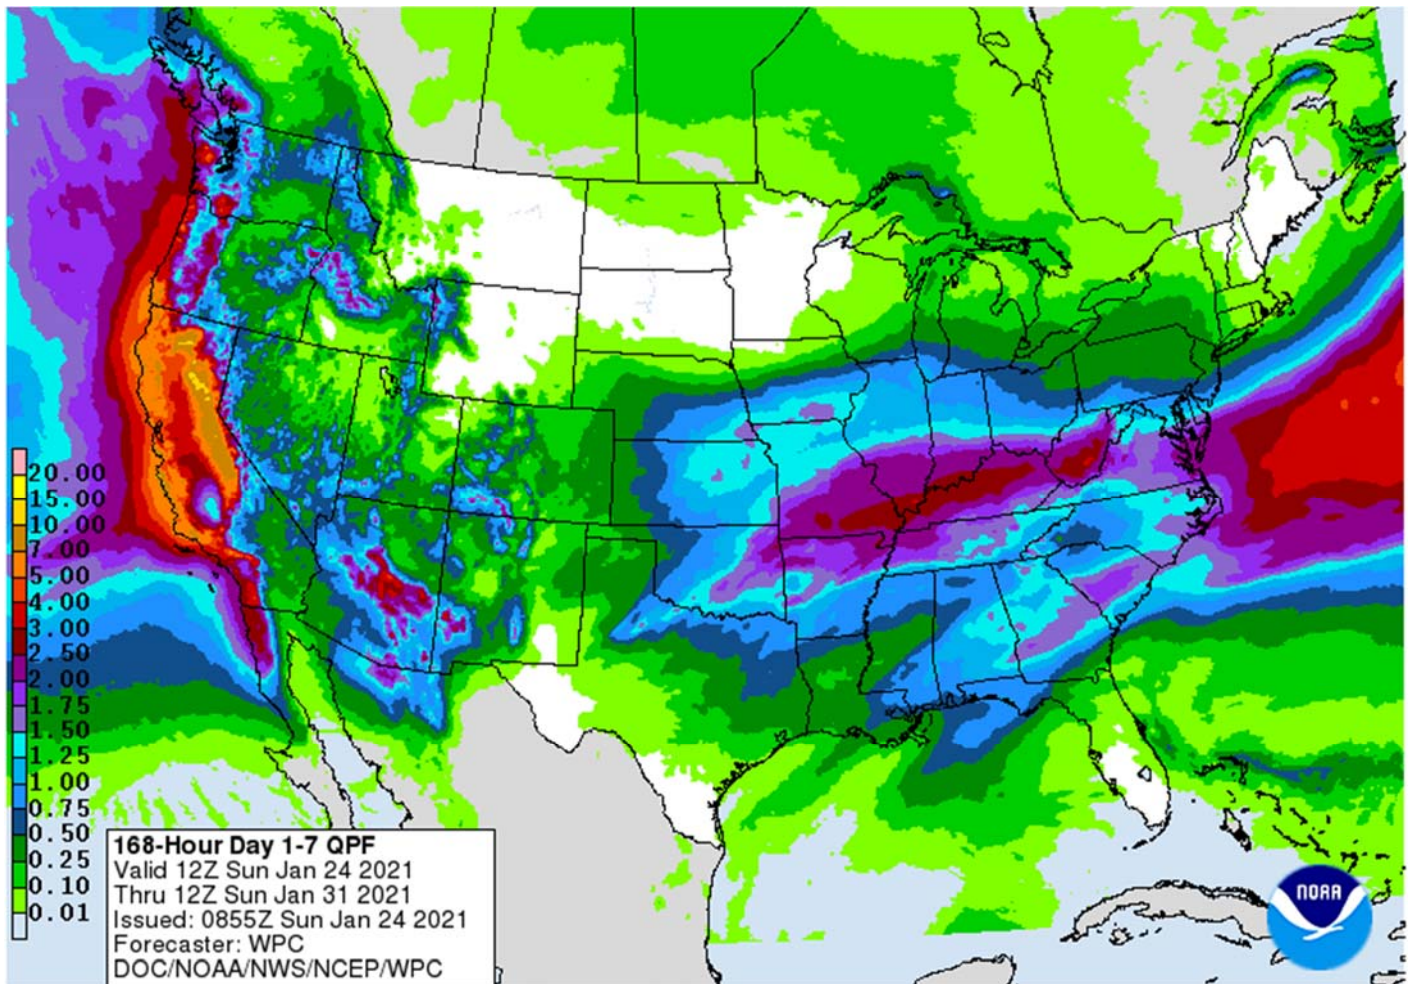 20.00
15.00
10.00
7.00
5.00
4.00
3.00
2.50
2.00
1.75
1.50
1.25
1.00
0.75
0.50
0.25
0.10
0.01
168-Hour Day 1-7 QPF
Valid 12Z Sun Jan 24 2021
Thru 12Z Sun Jan 31 2021
Issued: 0855Z Sun Jan 24 2021
Forecaster: WPC
DOC/NOAA/NWS/NCEP/WPC
NOAA